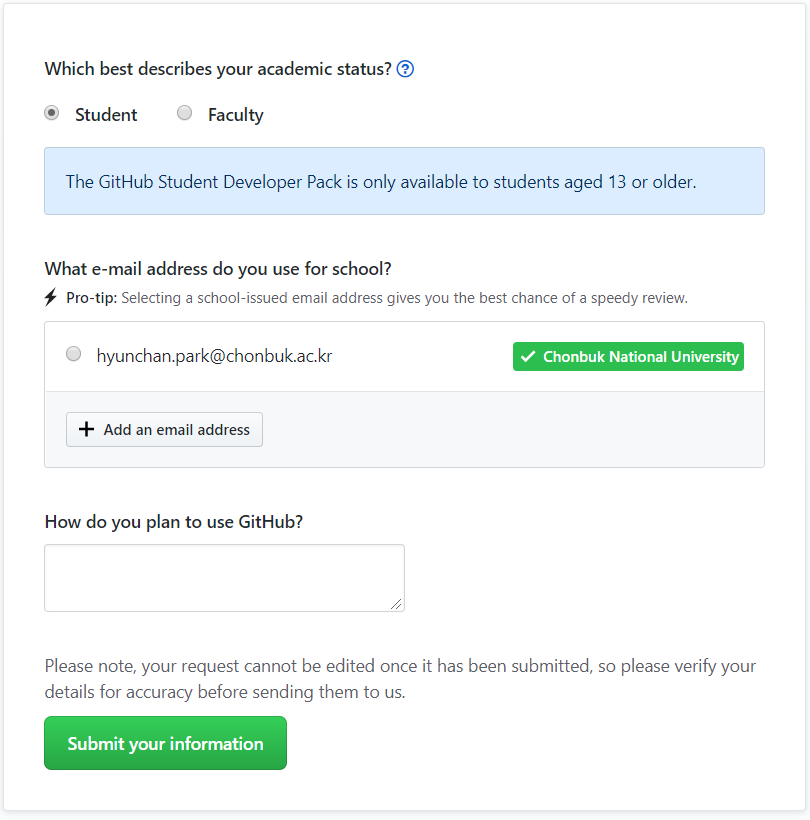 Which best describes your academic status? ?
Student Faculty
The GitHub Student Developer Pack is only available to students aged 13 or older.
What e-mail address do you use for school?
Pro-tip: Selecting a school-issued email address gives you the best chance of a speedy review.
hyunchan.park@chonbuk.ac.kr Chonbuk National University
Add an email address
How do you plan to use GitHub?
Please note, your request cannot be edited once it has been submitted, so please verify your
details for accuracy before sending them to us.
Submit your information